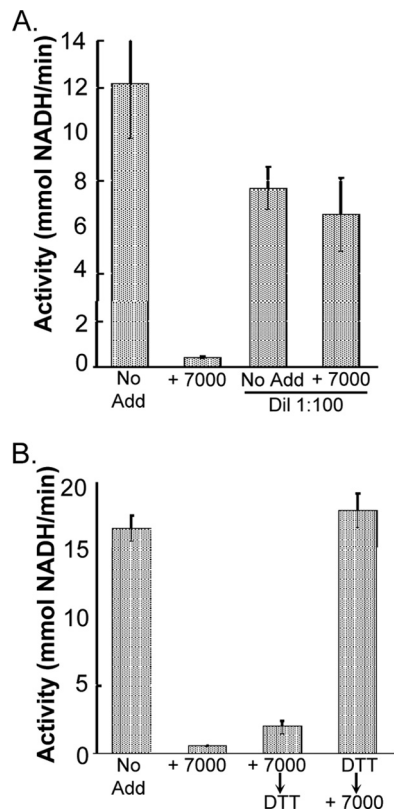 A.
Activity (mmol NADH/min)
14
12
10
8
6
4
2
0
No Add
+ 7000
No Add
+ 7000
Dil 1:100
B.
Activity (mmol NADH/min)
20
15
10
5
0
No Add
+ 7000
+ 7000
DTT
DTT
+ 7000